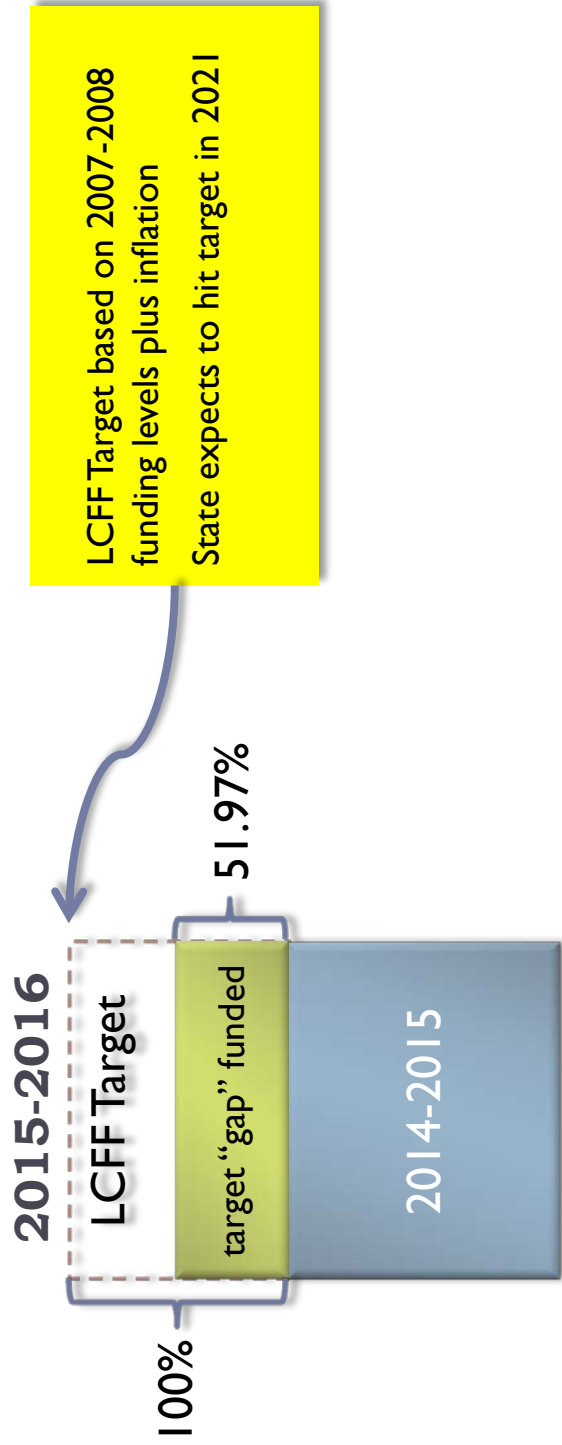 2015-2016
LCFF Target
target “gap” funded
2014-2015
100%
51.97%
LCFF Target based on 2007-2008
funding levels plus inflation
State expects to hit target in 2021